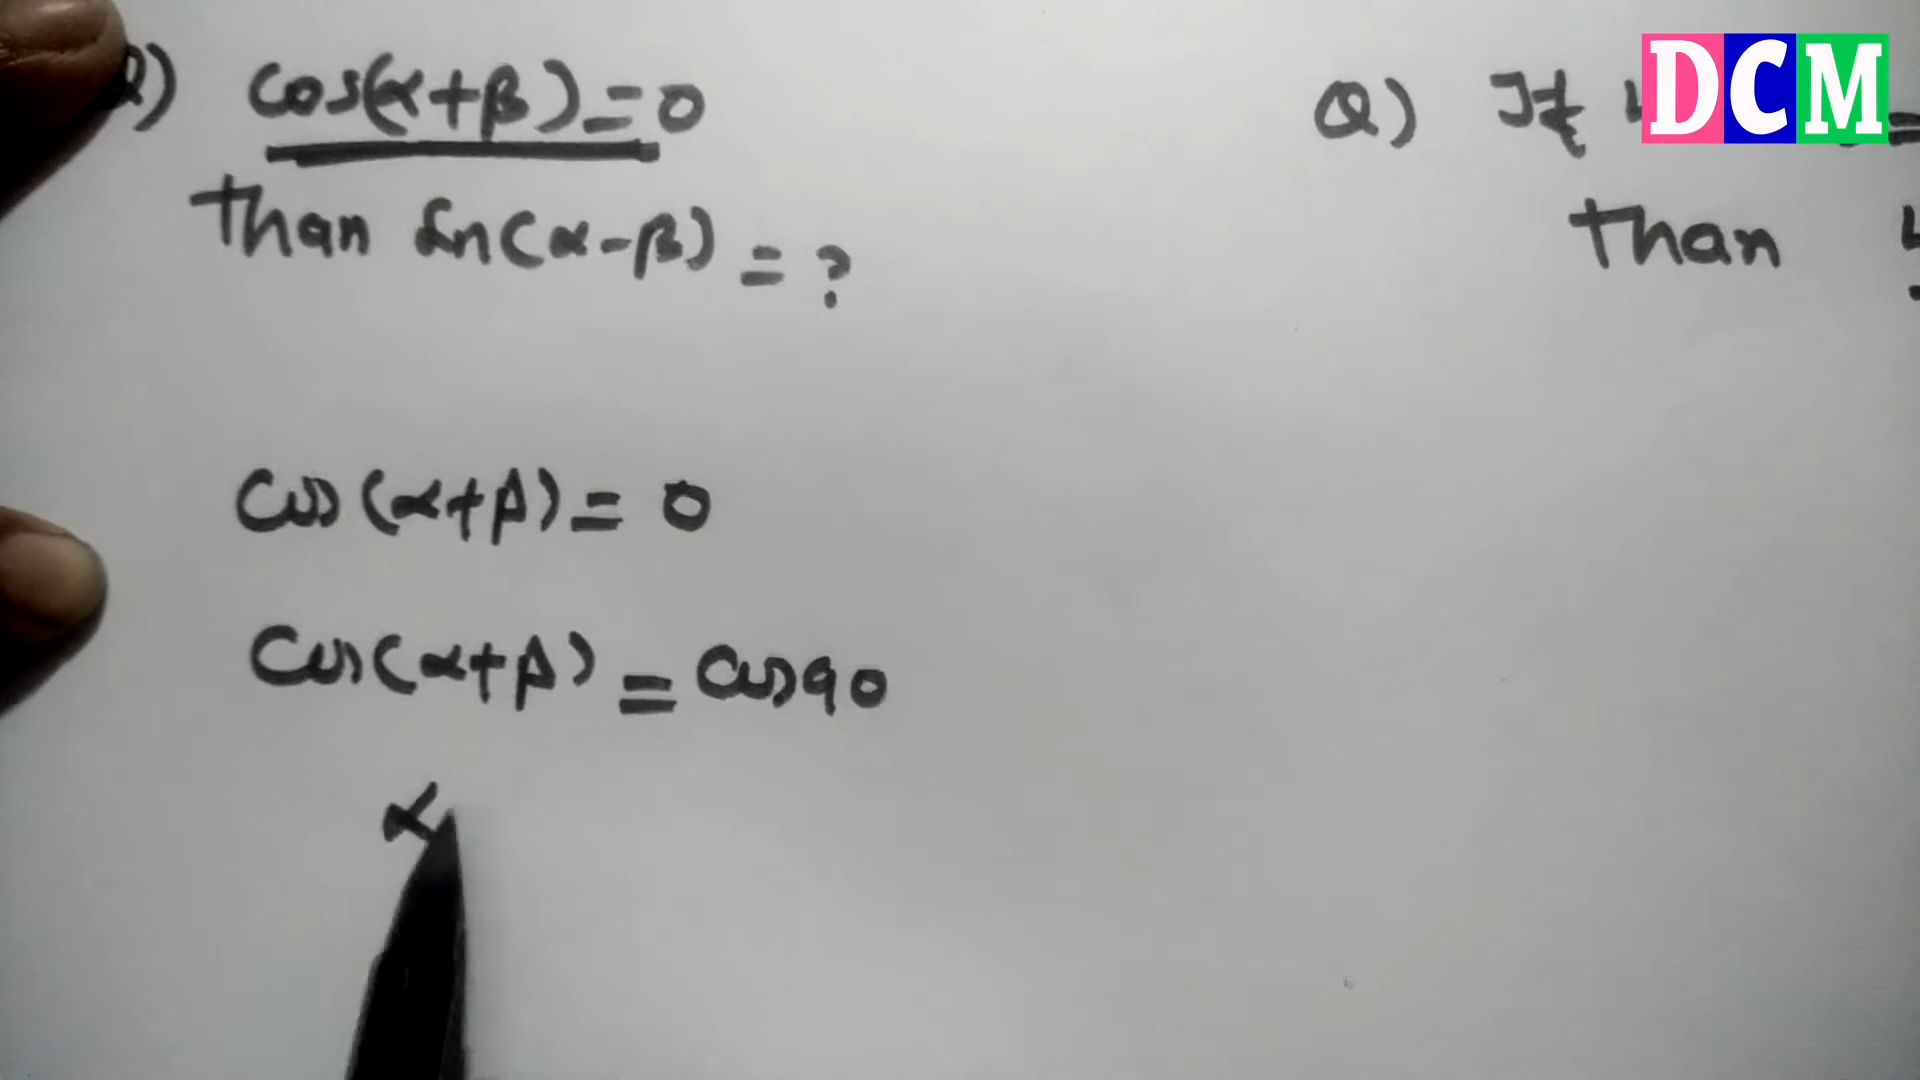 Q) cos(α+β)=0
than Sin(α-β) = ?
Cos(α+β)= 0
Cos(α+β) = Cos90
α
Q) If
than
DCM